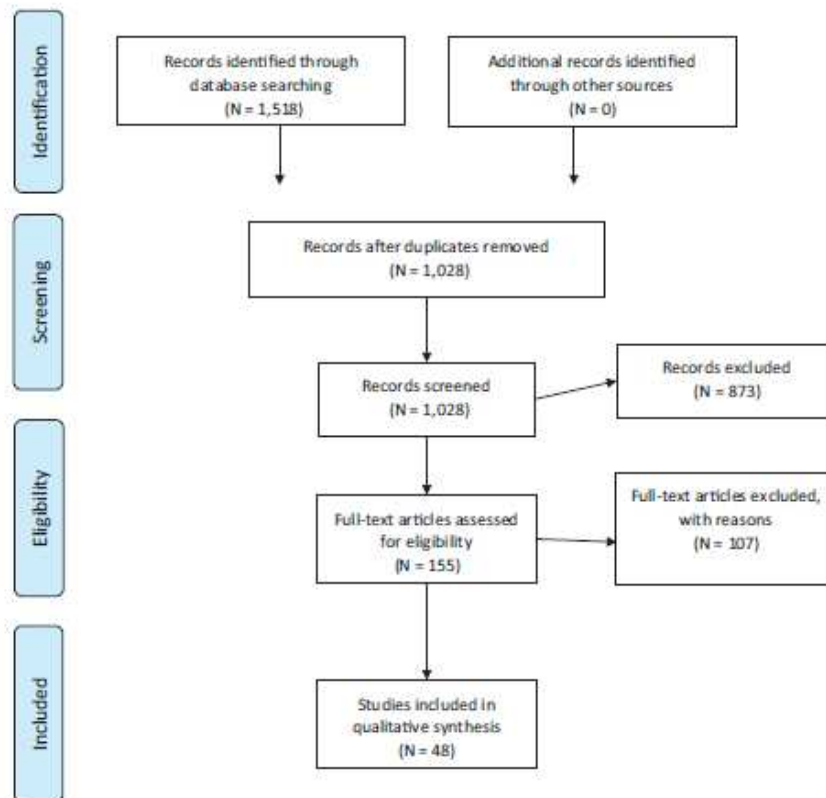 Identification
Records identified through
database searching
(N = 1,518)
Additional records identified
through other sources
(N = 0)
Screening
Records after duplicates removed
(N = 1,028)
Records screened
(N = 1,028)
Records excluded
(N = 873)
Eligibility
Full-text articles assessed
for eligibility
(N = 155)
Full-text articles excluded,
with reasons
(N = 107)
Included
Studies included in
qualitative synthesis
(N = 48)